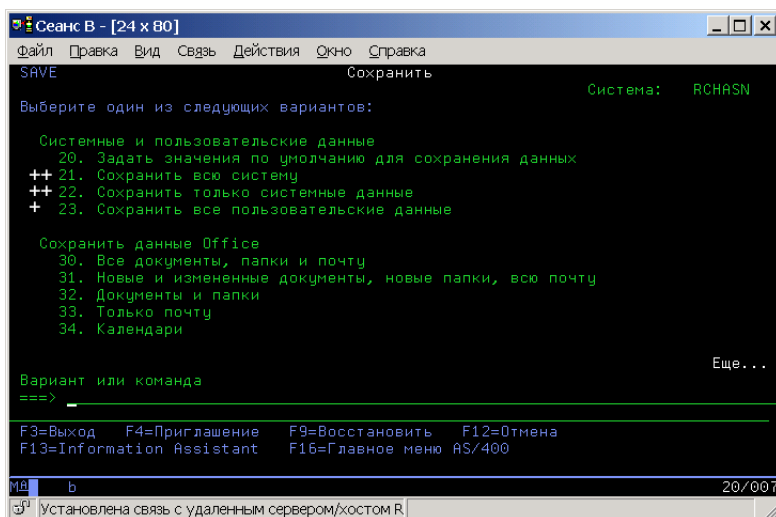 Сеанс B - [24 x 80]
Файл Правка Вид Связь Действия Окно Справка
SAVE Сохранить
Система: RCHASN
Выберите один из следующих вариантов:
Системные и пользовательские данные
20. Задать значения по умолчанию для сохранения данных
++ 21. Сохранить всю систему
++ 22. Сохранить только системные данные
+ 23. Сохранить все пользовательские данные
Сохранить данные Office
30. Все документы, папки и почту
31. Новые и измененные документы, новые папки, всю почту
32. Документы и папки
33. Только почту
34. Календари
Еще...
Вариант или команда
===> _
F3=Выход F4=Приглашение F9=Восстановить F12=Отмена
F13=Information Assistant F16=Главное меню AS/400
MA b 20/007
Установлена связь с удаленным сервером/хостом R